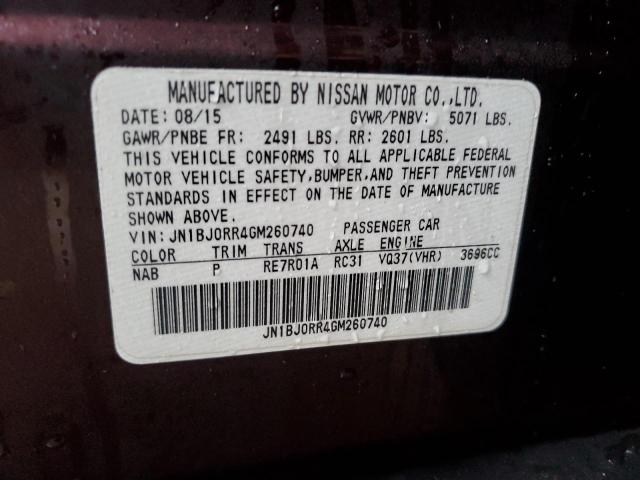 MANUFACTURED BY NISSAN MOTOR CO.,LTD.
DATE: 08/15 GVWR/PNBV: 5071 LBS.
GAWR/PNBE FR: 2491 LBS. RR: 2601 LBS.
THIS VEHICLE CONFORMS TO ALL APPLICABLE FEDERAL
MOTOR VEHICLE SAFETY, BUMPER, AND THEFT PREVENTION
STANDARDS IN EFFECT ON THE DATE OF MANUFACTURE
SHOWN ABOVE.
VIN: JN1BJ0RR4GM260740 PASSENGER CAR
COLOR TRIM TRANS AXLE ENGINE
NAB P RE7R01A RC31 VQ37(VHR) 3696CC
JN1BJ0RR4GM260740